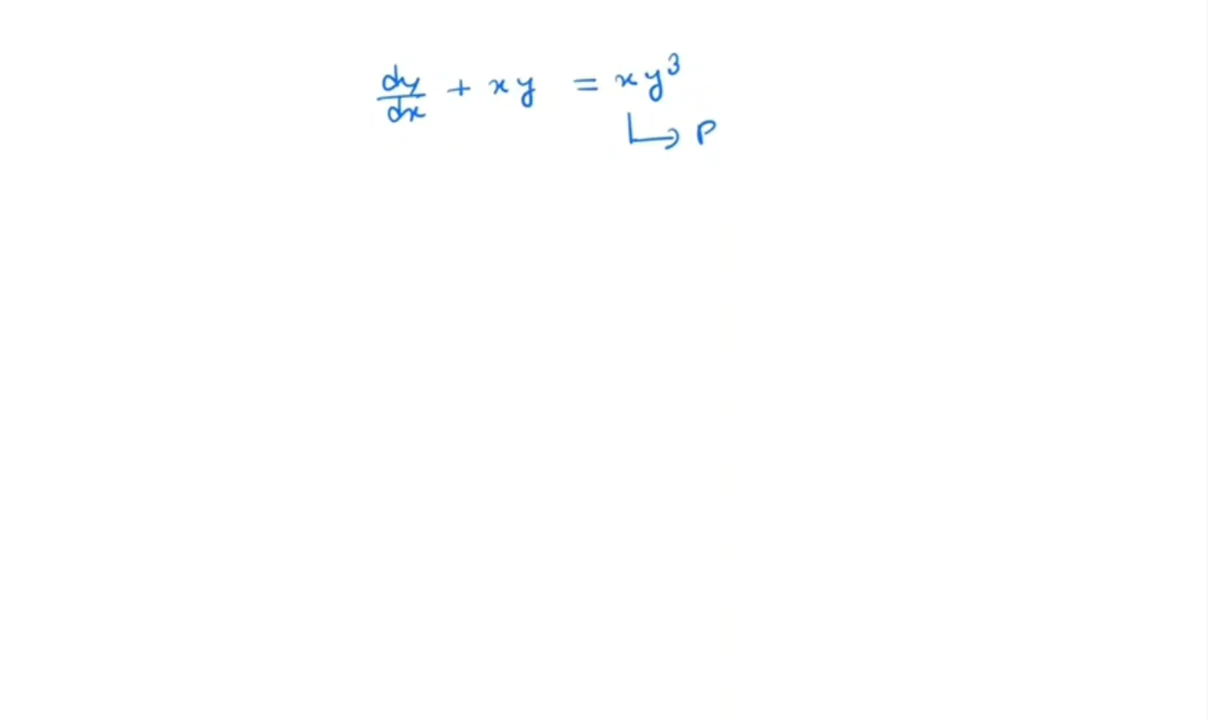 dy/dx + xy = xy³
↳ P